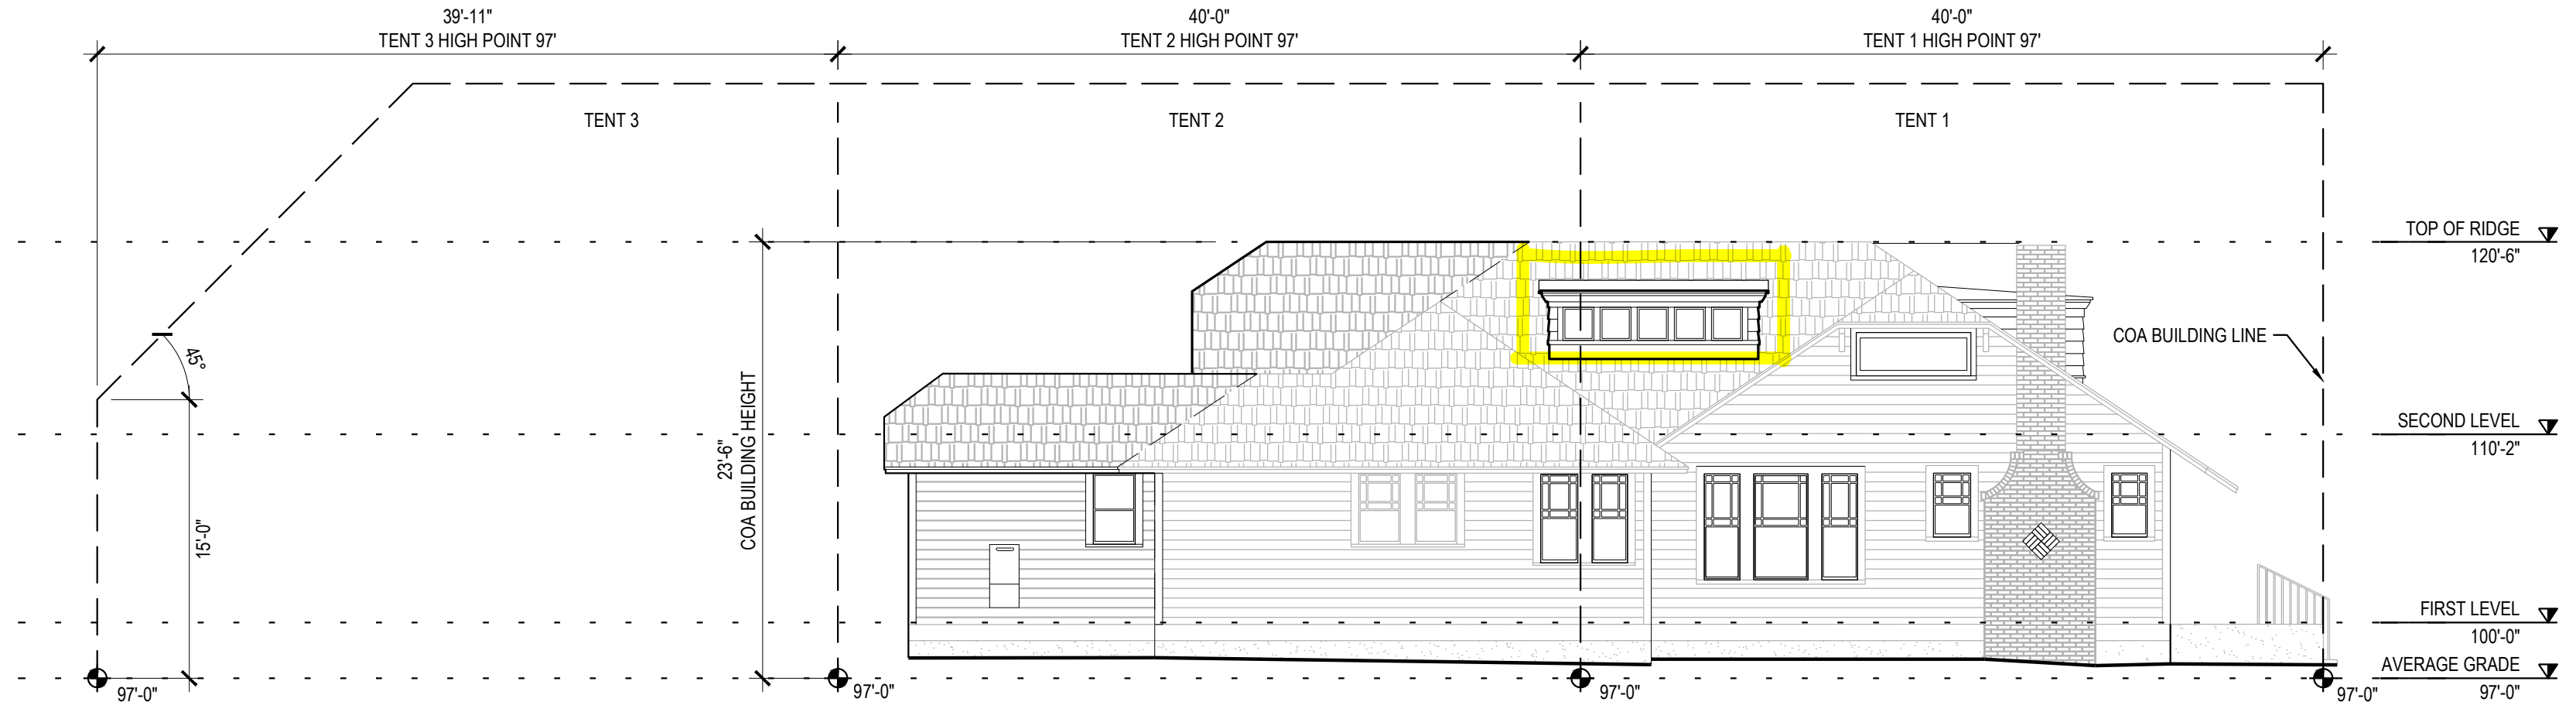 39'-11"
TENT 3 HIGH POINT 97'
40'-0"
TENT 2 HIGH POINT 97'
40'-0"
TENT 1 HIGH POINT 97'
TENT 3
TENT 2
TENT 1
TOP OF RIDGE
120'-6"
45°
COA BUILDING LINE
SECOND LEVEL
110'-2"
23'-6"
COA BUILDING HEIGHT
15'-0"
FIRST LEVEL
100'-0"
AVERAGE GRADE
97'-0"
97'-0"
97'-0"
97'-0"
97'-0"